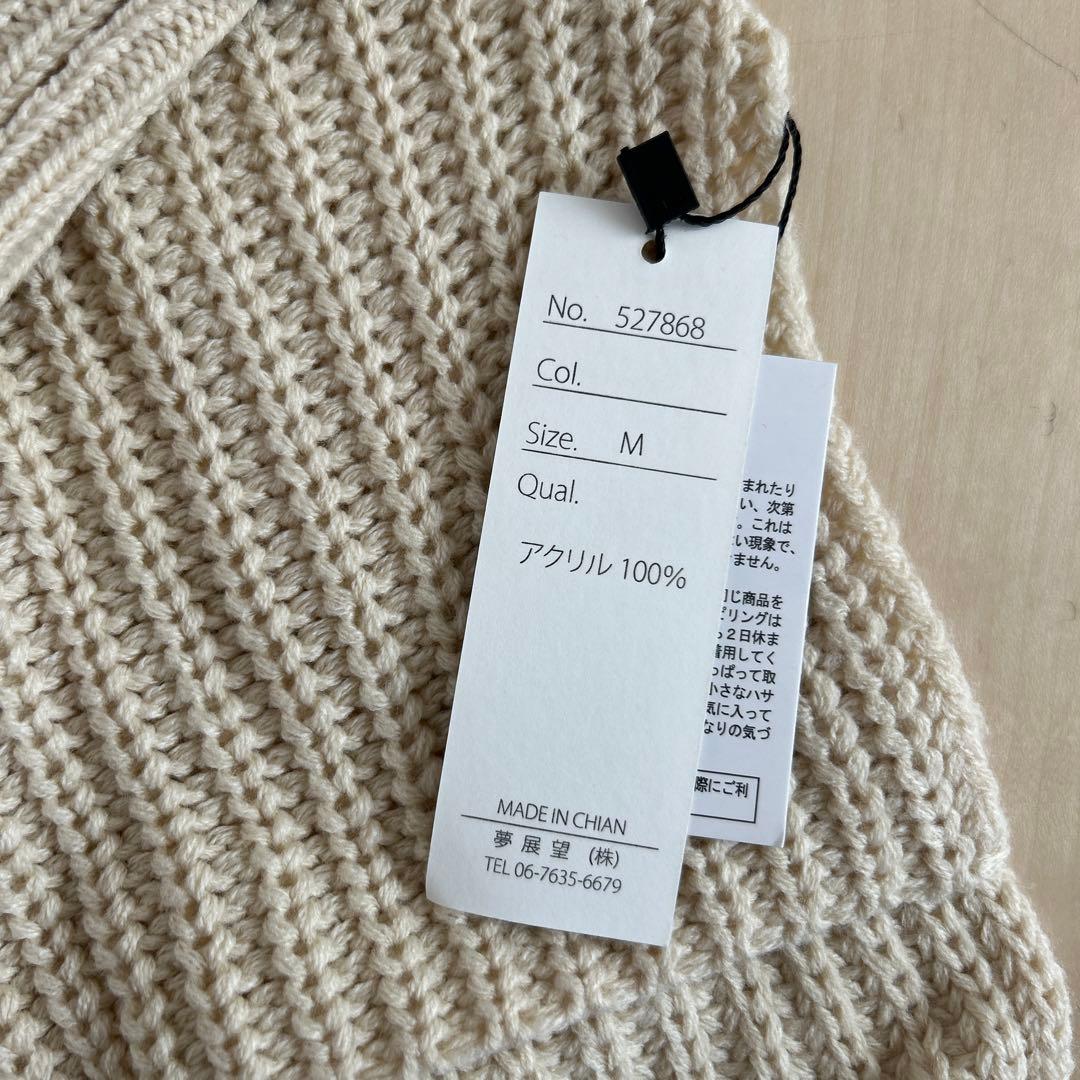 No. 527868
Col.
Size. M
Qual.
アクリル 100%
MADE IN CHIAN
夢展望 (株)
TEL 06-7635-6679
まれたり
い、次第
。これは
い現象で、
ません。
じ商品を
リングは
２日休ま
着用してく
っぱって取
小さなハサ
気に入って
なりの気づ
際にご利